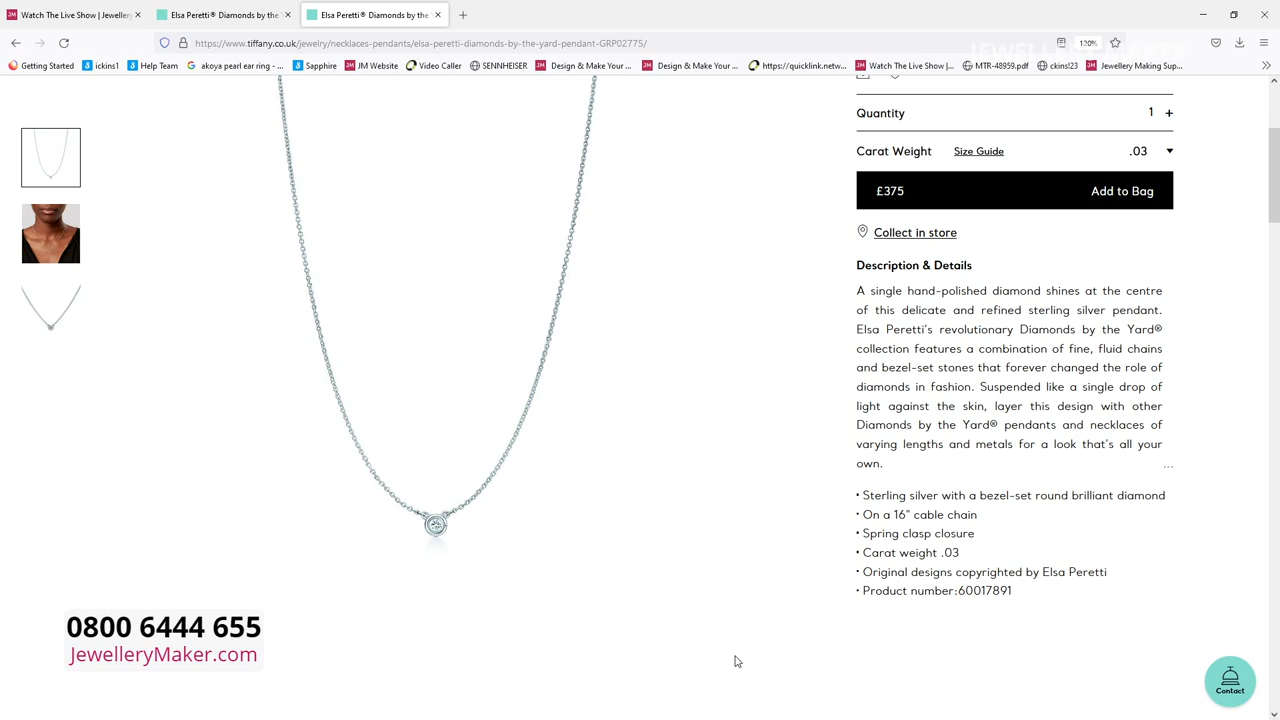 Watch The Live Show | Jeweller
Elsa Peretti® Diamonds by the Y
Elsa Peretti® Diamonds by the Y
https://www.tiffany.co.uk/jewelry/necklaces-pendants/elsa-peretti-diamonds-by-the-yard-pendant-GRP02775/
120%
Getting Started
ickins1
Help Team
akoya pearl ear ring - ...
Sapphire
JM Website
Video Caller
SENNHEISER
Design & Make Your ...
Design & Make Your ...
https://quicklink.new...
Watch The Live Show |...
MTR-48959.pdf
ckins!23
Jewellery Making Sup...
Quantity 1 +
Carat Weight Size Guide .03
£375 Add to Bag
Collect in store
Description & Details
A single hand-polished diamond shines at the centre
of this delicate and refined sterling silver pendant.
Elsa Peretti's revolutionary Diamonds by the Yard®
collection features a combination of fine, fluid chains
and bezel-set stones that forever changed the role of
diamonds in fashion. Suspended like a single drop of
light against the skin, layer this design with other
Diamonds by the Yard® pendants and necklaces of
varying lengths and metals for a look that's all your
own. ...
• Sterling silver with a bezel-set round brilliant diamond
• On a 16" cable chain
• Spring clasp closure
• Carat weight .03
• Original designs copyrighted by Elsa Peretti
• Product number:60017891
0800 6444 655
JewelleryMaker.com
Contact